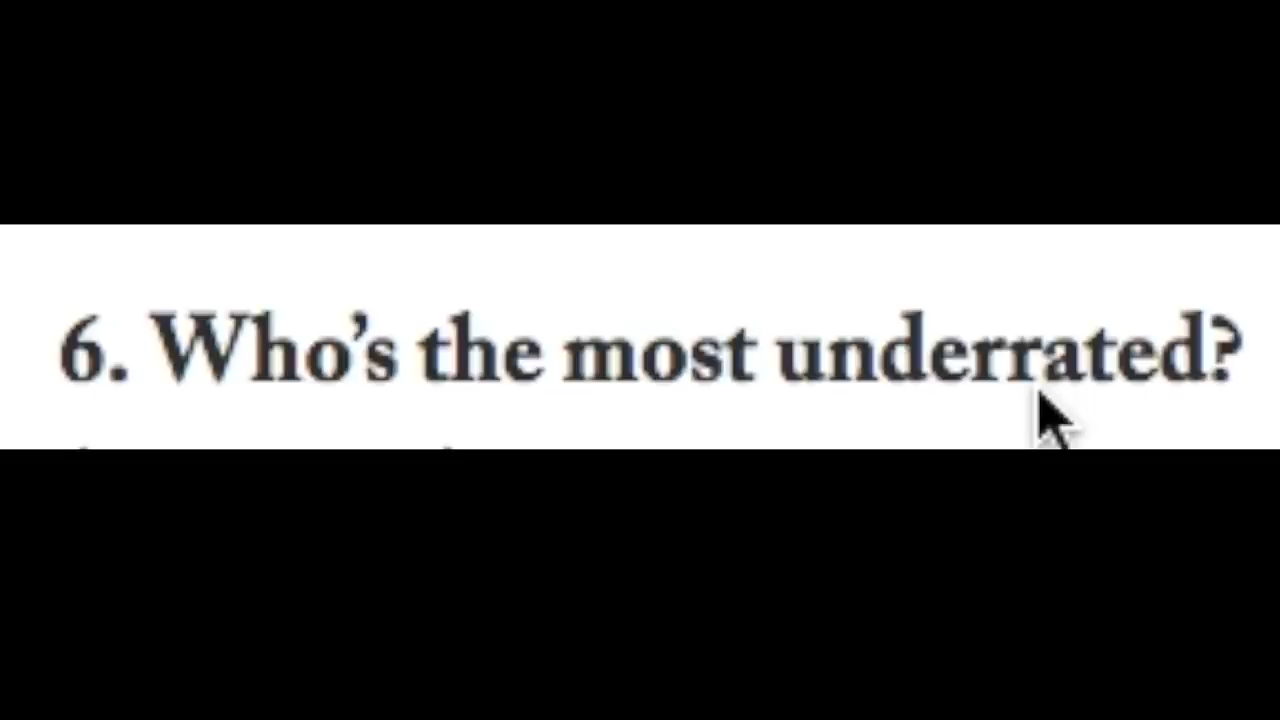 6. Who’s the most underrated?